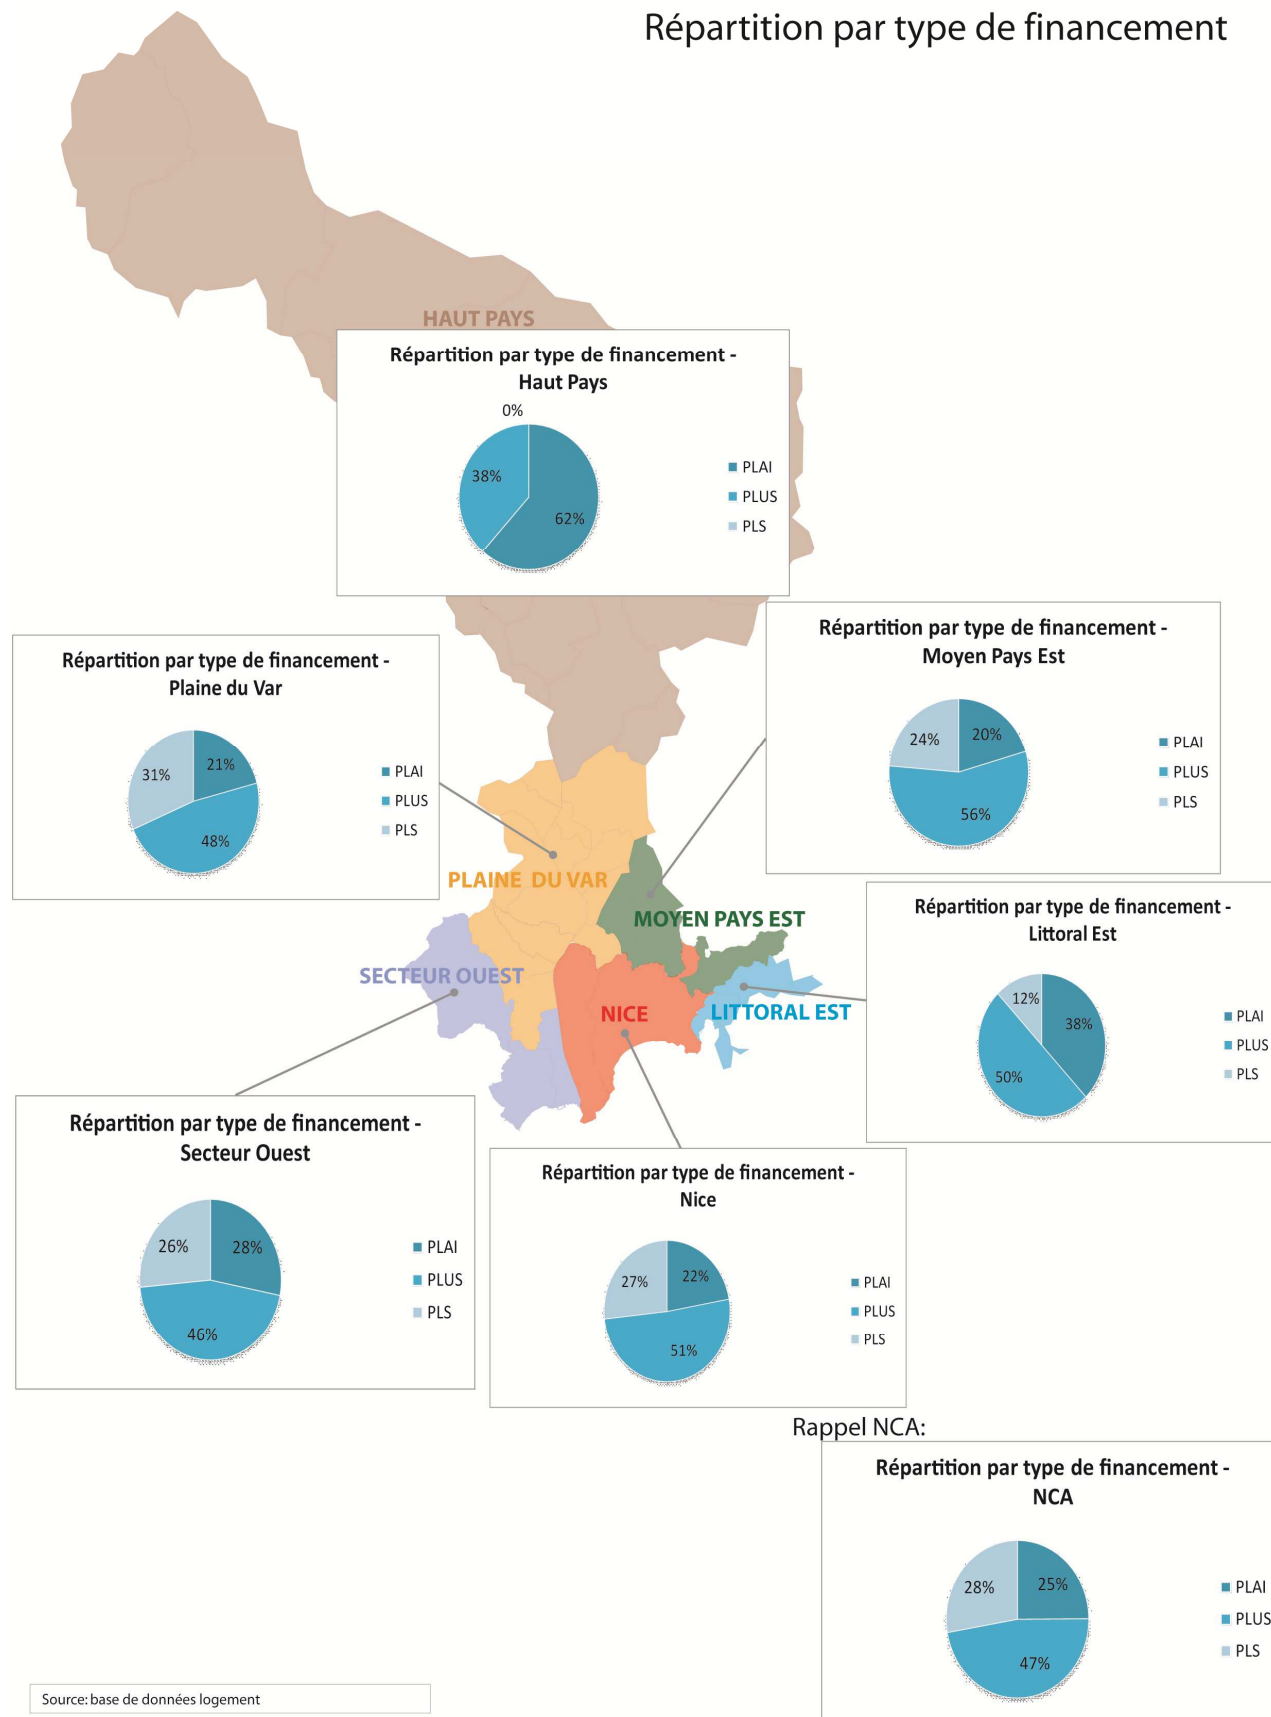 Répartition par type de financement
HAUT PAYS
Répartition par type de financement -
Haut Pays
0%
38%
62%
PLAI
PLUS
PLS
Répartition par type de financement -
Moyen Pays Est
24%
20%
56%
PLAI
PLUS
PLS
Répartition par type de financement -
Plaine du Var
31%
21%
48%
PLAI
PLUS
PLS
PLAINE DU VAR
MOYEN PAYS EST
SECTEUR OUEST
NICE
LITTORAL EST
Répartition par type de financement -
Littoral Est
12%
38%
50%
PLAI
PLUS
PLS
Répartition par type de financement -
Secteur Ouest
26%
28%
46%
PLAI
PLUS
PLS
Répartition par type de financement -
Nice
27%
22%
51%
PLAI
PLUS
PLS
Rappel NCA:
Répartition par type de financement -
NCA
28%
25%
47%
PLAI
PLUS
PLS
Source: base de données logement